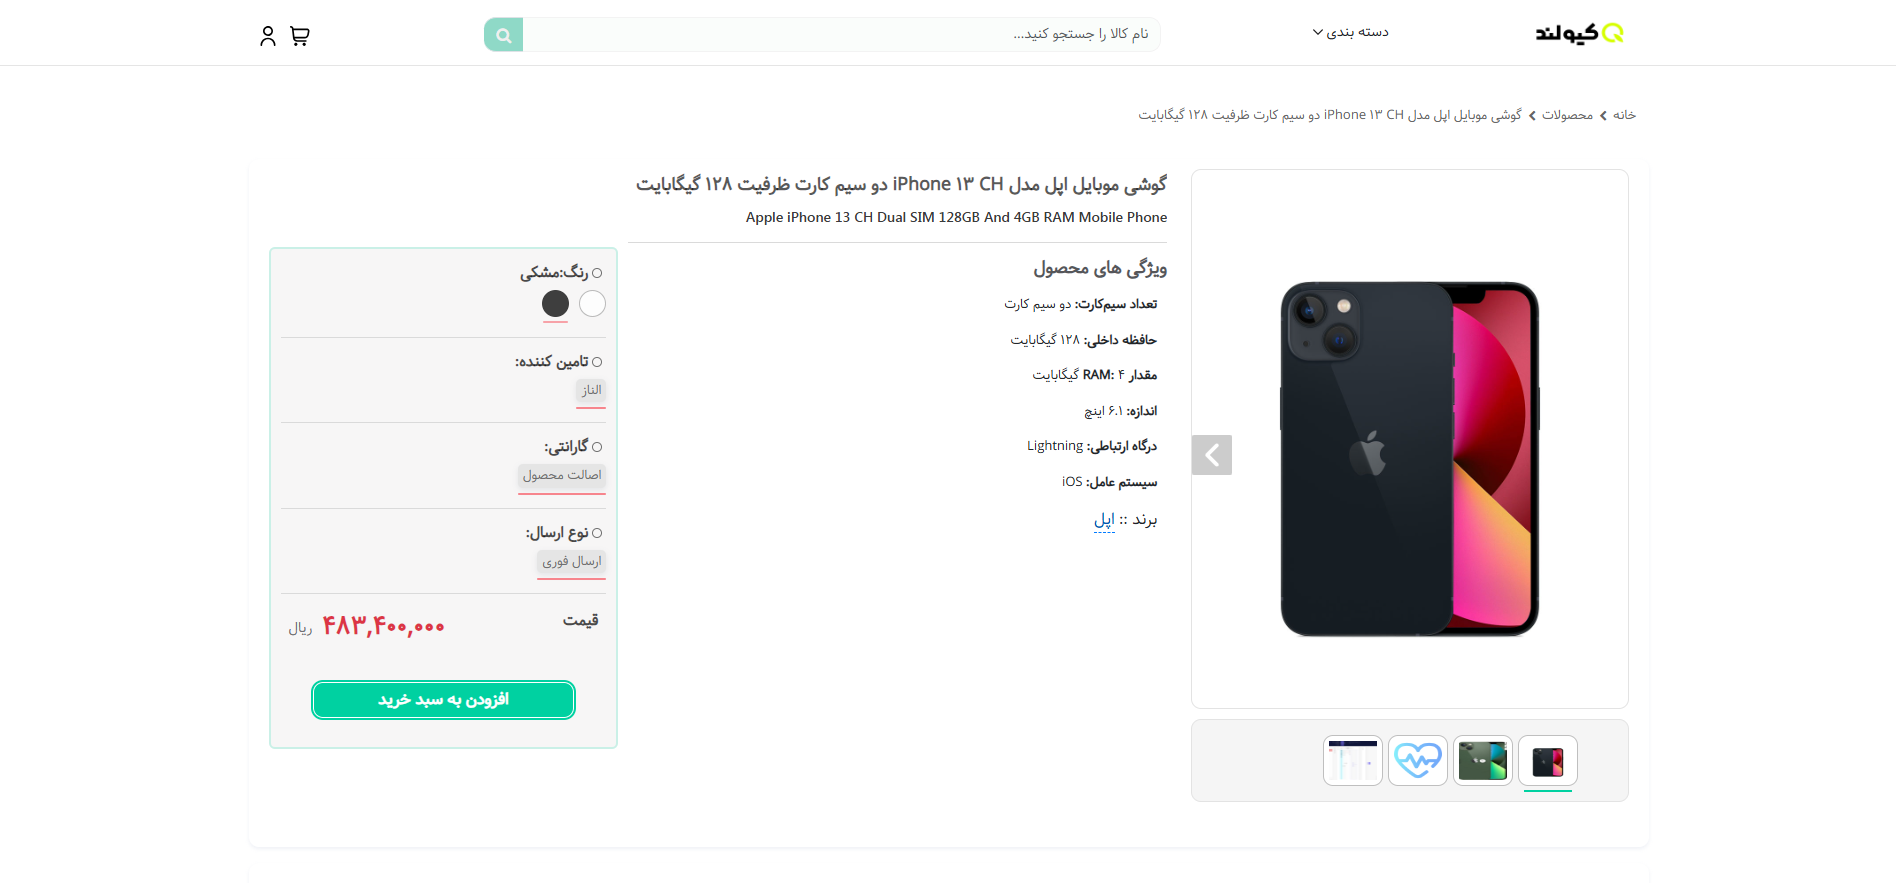 کیولند
دسته بندی
نام کالا را جستجو کنید...
خانه
محصولات
گوشی موبایل اپل مدل iPhone ۱۳ CH دو سیم کارت ظرفیت ۱۲۸ گیگابایت
گوشی موبایل اپل مدل iPhone ۱۳ CH دو سیم کارت ظرفیت ۱۲۸ گیگابایت
Apple iPhone 13 CH Dual SIM 128GB And 4GB RAM Mobile Phone
ویژگی های محصول
تعداد سیم‌کارت: دو سیم کارت
حافظه داخلی: ۱۲۸ گیگابایت
مقدار RAM: ۴ گیگابایت
اندازه: ۶.۱ اینچ
درگاه ارتباطی: Lightning
سیستم عامل: iOS
برند :: اپل
رنگ:مشکی
تامین کننده:
الناز
گارانتی:
اصالت محصول
نوع ارسال:
ارسال فوری
قیمت
۴۸۳,۴۰۰,۰۰۰ ریال
افزودن به سبد خرید